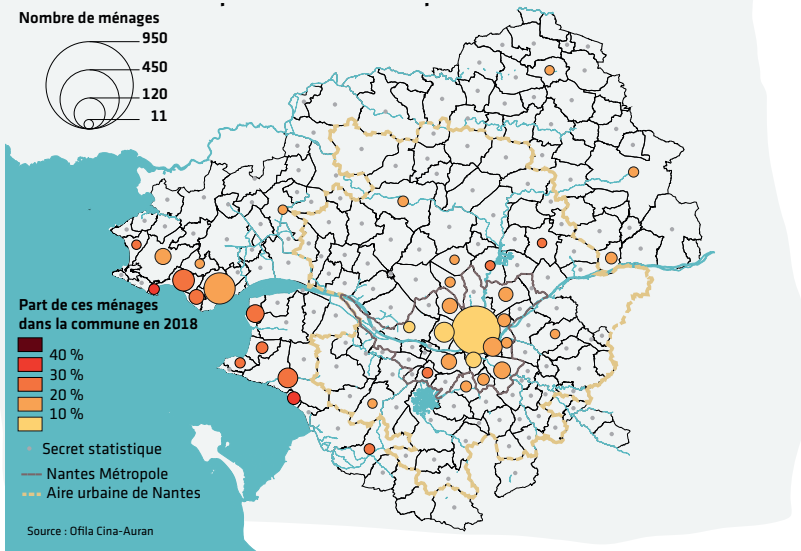 Nombre de ménages
950
450
120
11
Part de ces ménages
dans la commune en 2018
40 %
30 %
20 %
10 %
Secret statistique
Nantes Métropole
Aire urbaine de Nantes
Source : Ofila Cina-Auran